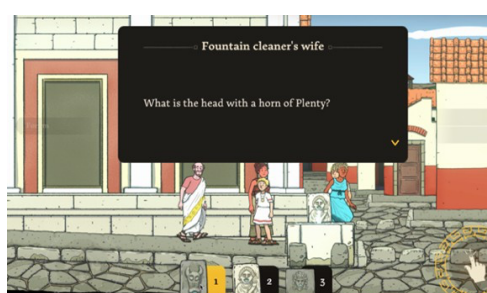 Fountain cleaner's wife
What is the head with a horn of Plenty?
1 2 3